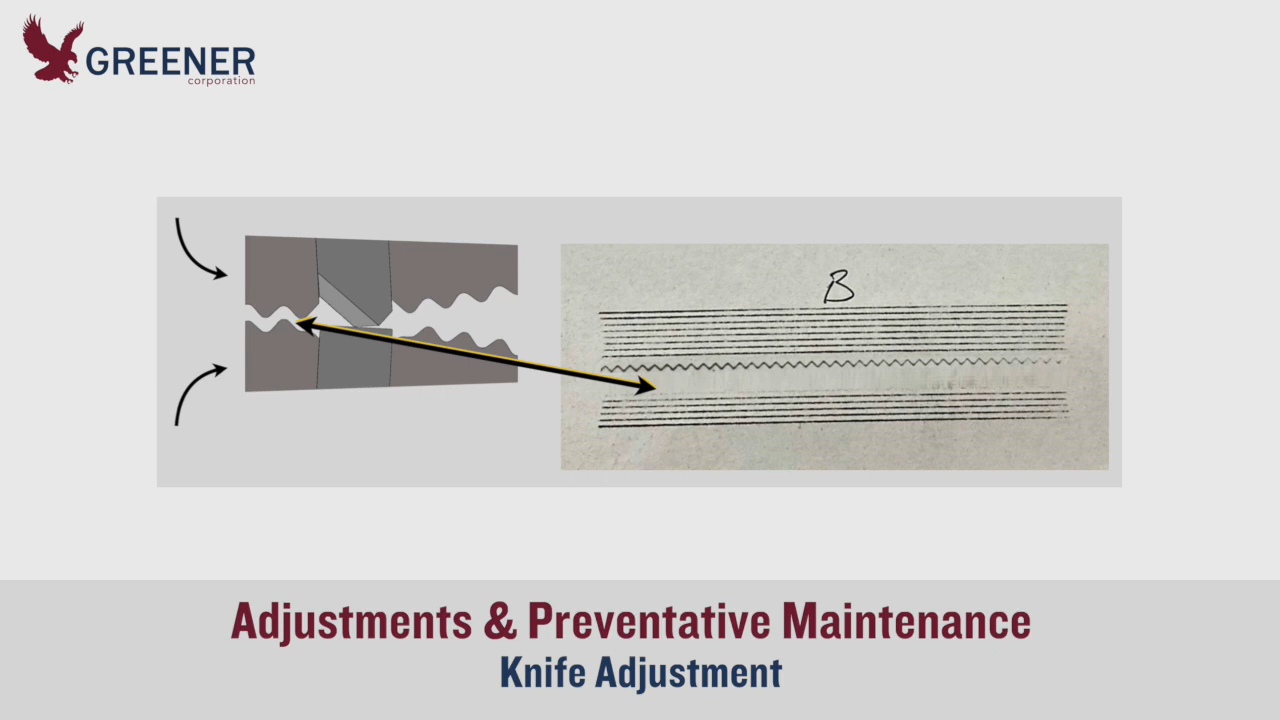 GREENER
corporation
B
Adjustments & Preventative Maintenance
Knife Adjustment